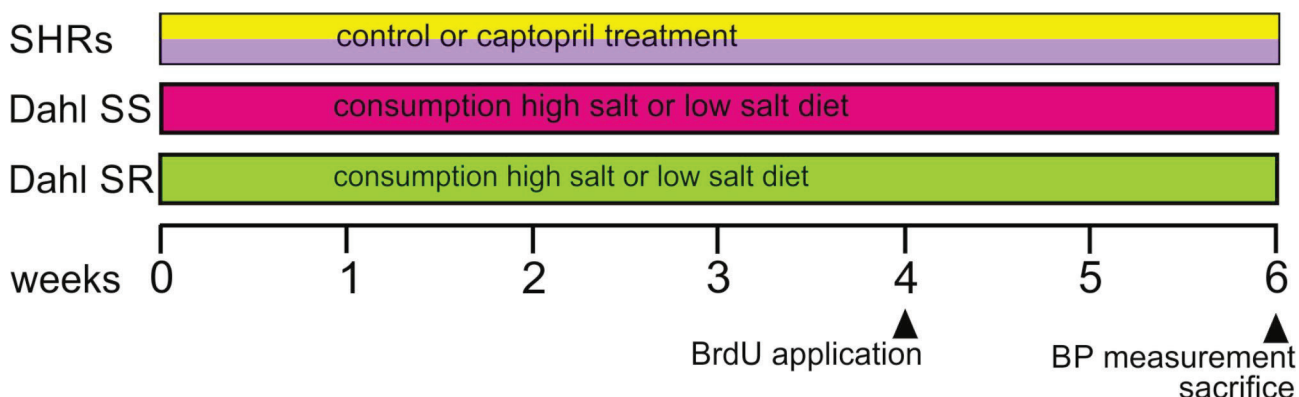 SHRs control or captopril treatment
Dahl SS consumption high salt or low salt diet
Dahl SR consumption high salt or low salt diet
weeks 0 1 2 3 4 5 6
BrdU application BP measurement
sacrifice